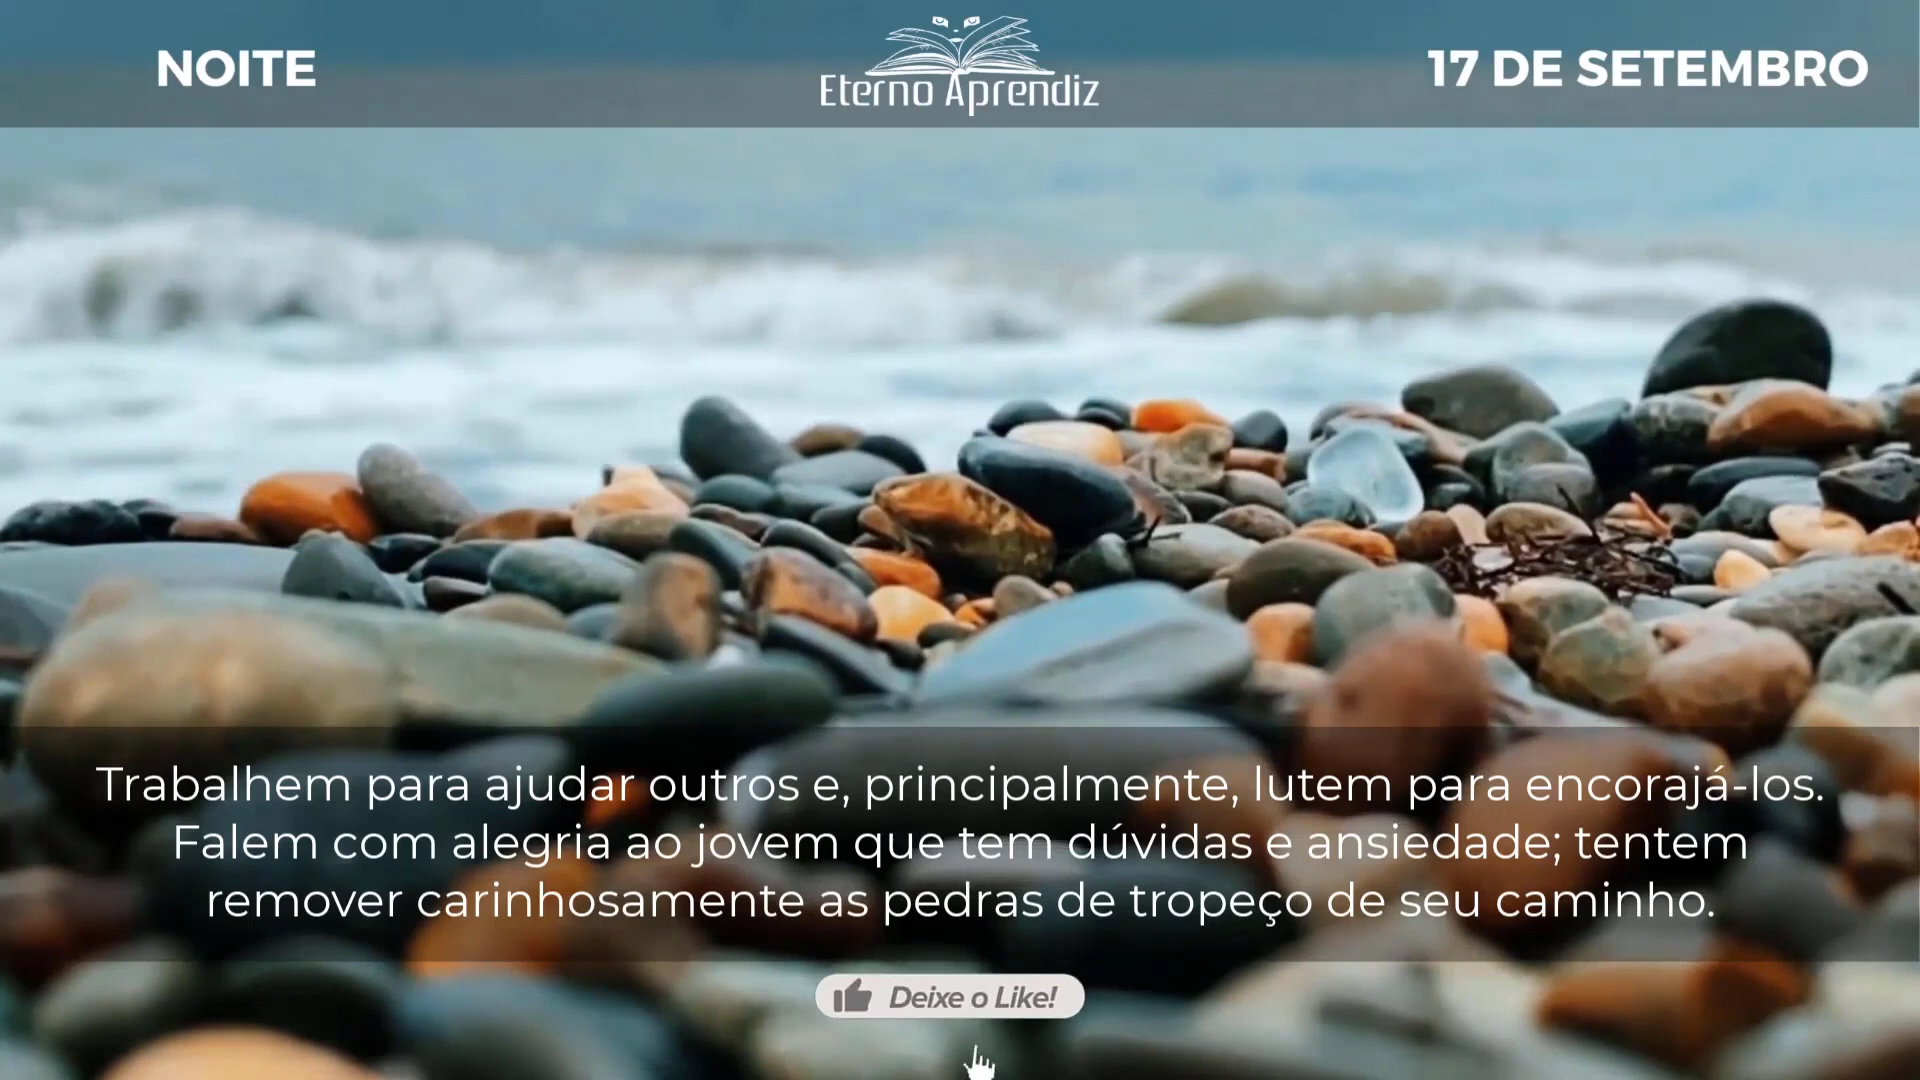 NOITE
Eterno Aprendiz
17 DE SETEMBRO
Trabalhem para ajudar outros e, principalmente, lutem para encorajá-los.
Falem com alegria ao jovem que tem dúvidas e ansiedade; tentem
remover carinhosamente as pedras de tropeço de seu caminho.
Deixe o Like!